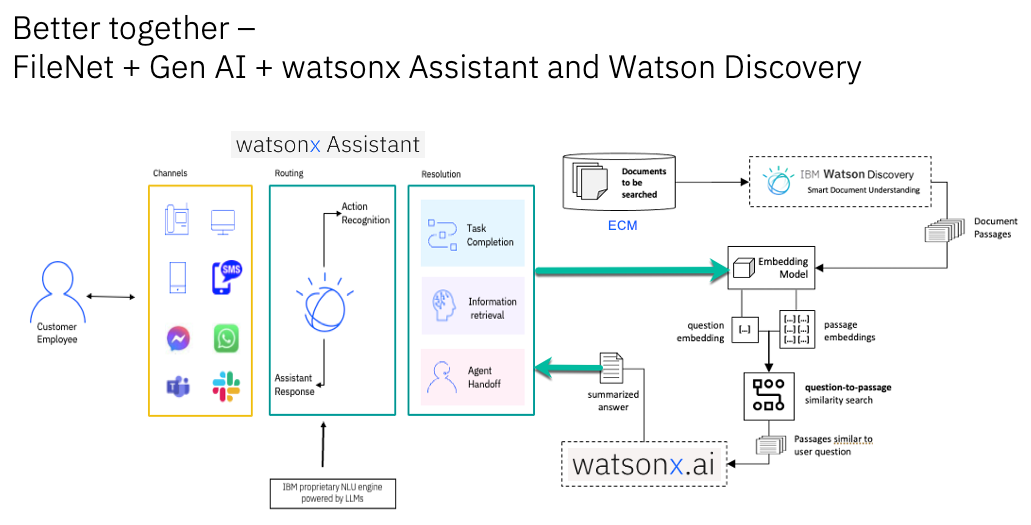 Better together –
FileNet + Gen AI + watsonx Assistant and Watson Discovery
watsonx Assistant
Channels
Routing
Resolution
Customer
Employee
SMS
Action
Recognition
Assistant
Response
IBM proprietary NLU engine
powered by LLMs
Task
Completion
Information
retrieval
Agent
Handoff
Documents
to be
searched
ECM
IBM Watson Discovery
Smart Document Understanding
Document
Passages
Embedding
Model
question
embedding
[...]
[...] [...]
[...] [...]
[...] [...]
passage
embeddings
question-to-passage
similarity search
Passages similar to
user question
summarized
answer
watsonx.ai